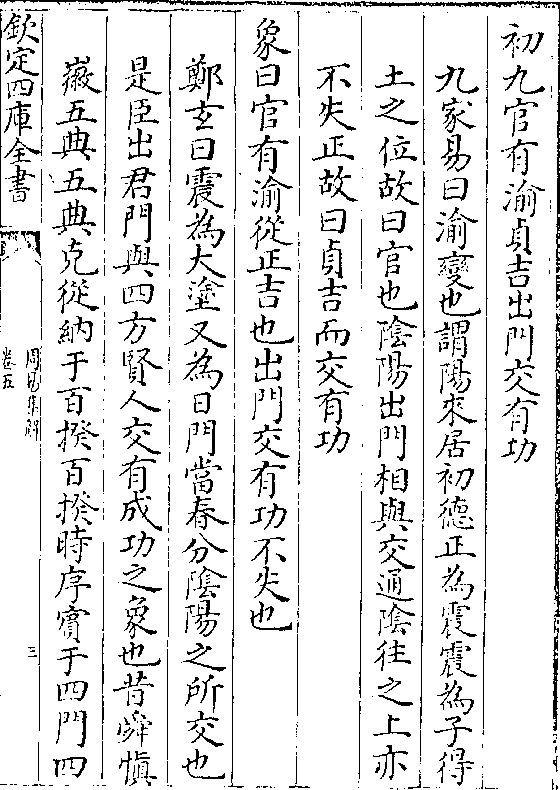 初九官有渝貞吉出門交有功
九家易曰渝變也謂陽來居初德正為震震為子得
土之位故曰官也陰陽出門相與交通陰往之上亦
不失正故曰貞吉而交有功
象曰官有渝從正吉也出門交有功不失也
鄭玄曰震為大塗又為日門當春分陰陽之所交也
是臣出君門與四方賢人交有成功之象也昔舜慎
徽五典五典克從納于百揆百揆時序賓于四門四
欽定四庫全書
周易集解
卷五
三